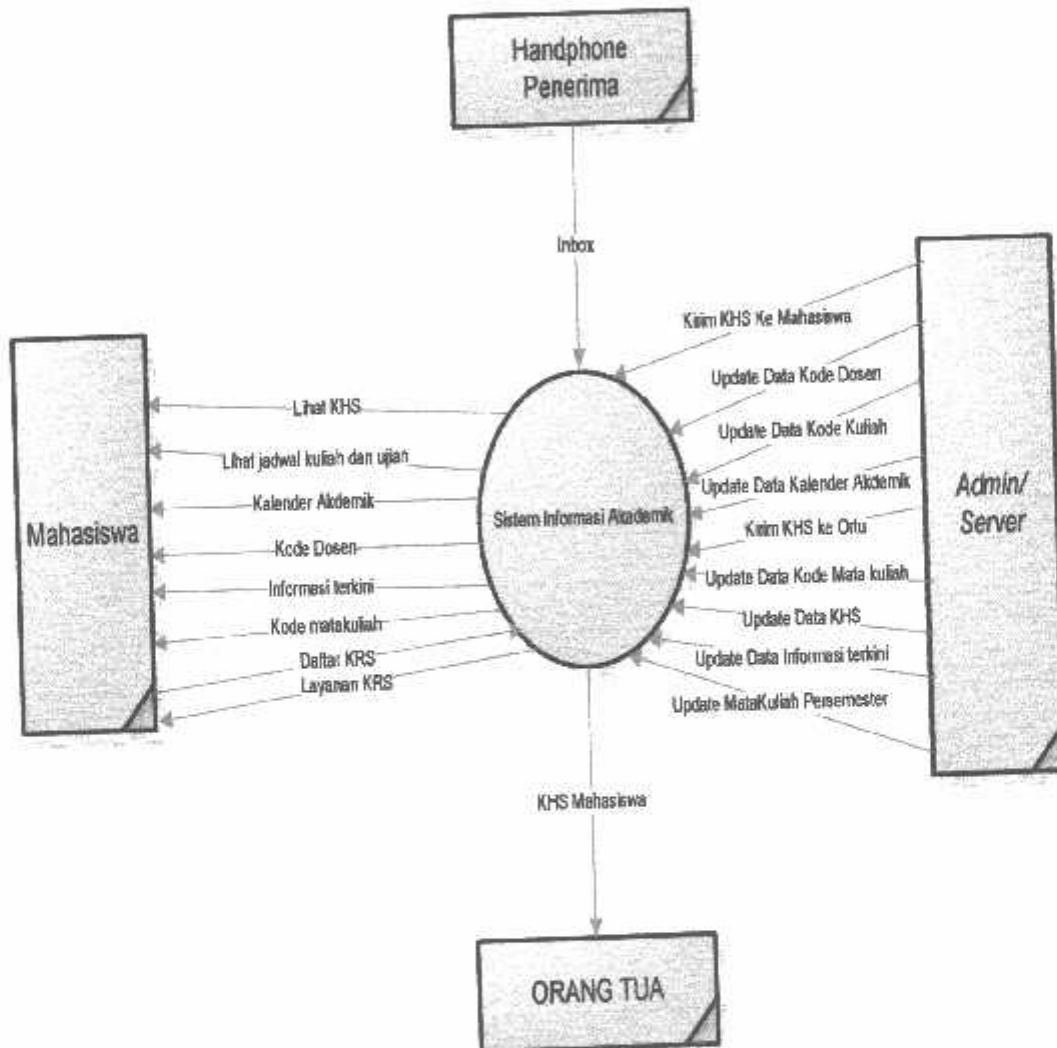 Handphone
Penerima
Inbox
Kirim KHS Ke Mahasiswa
Update Data Kode Dosen
Lihat KHS
Update Data Kode Kuliah
Lihat jadwal kuliah dan ujian
Update Data Kalender Akdemik
Kalender Akdemik
Sistem Informasi Akademik
Admin/
Server
Mahasiswa
Kirim KHS ke Ortu
Kode Dosen
Update Data Kode Mata kuliah
Informasi terkini
Update Data KHS
Kode matakuliah
Daftar KRS
Update Data Informasi terkini
Layanan KRS
Update MataKuliah Persemester
KHS Mahasiswa
ORANG TUA